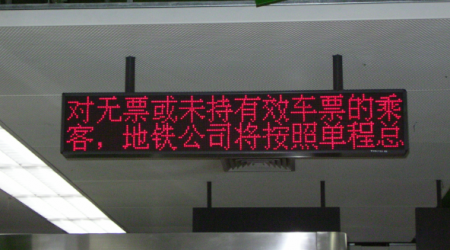 对无票或未持有效车票的乘
客，地铁公司将按照单程总